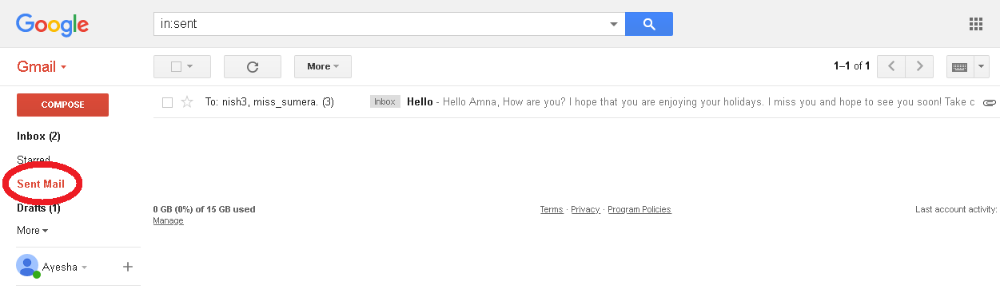 Google
in:sent
Gmail
More
1–1 of 1
COMPOSE
To: nish3, miss_sumera. (3) Inbox Hello - Hello Amna, How are you? I hope that you are enjoying your holidays. I miss you and hope to see you soon! Take c
Inbox (2)
Starred
Sent Mail
Drafts (1)
More
Ayesha
0 GB (0%) of 15 GB used
Manage
Terms · Privacy · Program Policies
Last account activity: